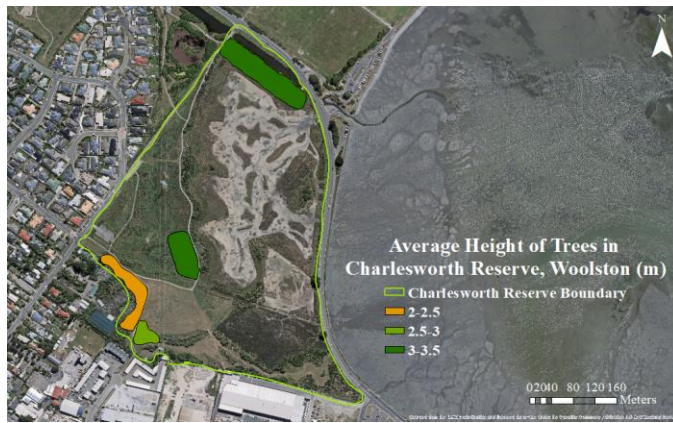 N
Average Height of Trees in
Charlesworth Reserve, Woolston (m)
Charlesworth Reserve Boundary
2-2.5
2.5-3
3-3.5
0 20 40 80 120 160
Meters